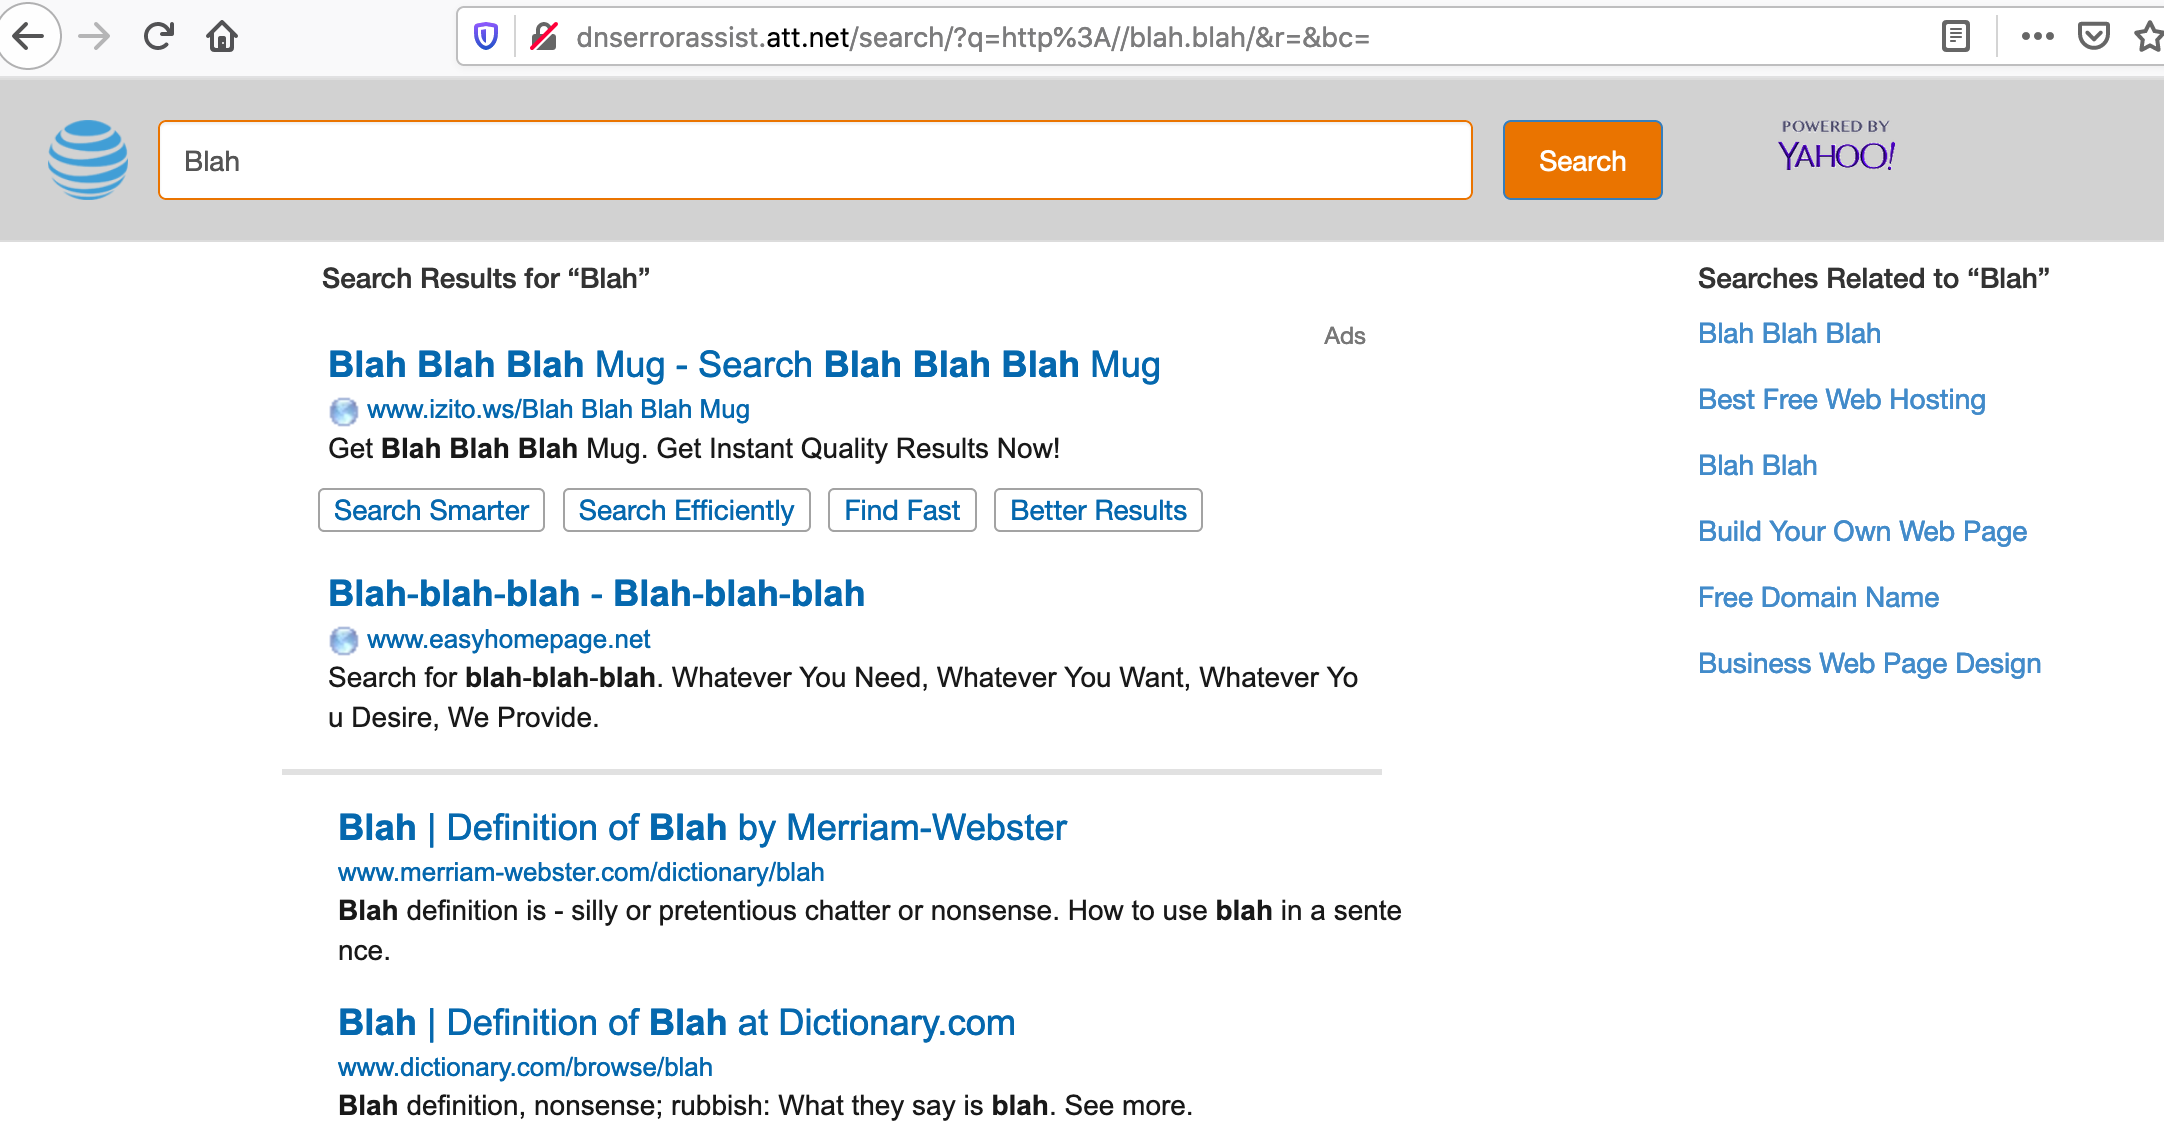 dnserrorassist.att.net/search/?q=http%3A//blah.blah/&r=&bc=
Blah
Search
POWERED BY
YAHOO!
Search Results for “Blah”
Ads
Blah Blah Blah Mug - Search Blah Blah Blah Mug
www.izito.ws/Blah Blah Blah Mug
Get Blah Blah Blah Mug. Get Instant Quality Results Now!
Search Smarter
Search Efficiently
Find Fast
Better Results
Blah-blah-blah - Blah-blah-blah
www.easyhomepage.net
Search for blah-blah-blah. Whatever You Need, Whatever You Want, Whatever Yo
u Desire, We Provide.
Blah | Definition of Blah by Merriam-Webster
www.merriam-webster.com/dictionary/blah
Blah definition is - silly or pretentious chatter or nonsense. How to use blah in a sente
nce.
Blah | Definition of Blah at Dictionary.com
www.dictionary.com/browse/blah
Blah definition, nonsense; rubbish: What they say is blah. See more.
Searches Related to “Blah”
Blah Blah Blah
Best Free Web Hosting
Blah Blah
Build Your Own Web Page
Free Domain Name
Business Web Page Design